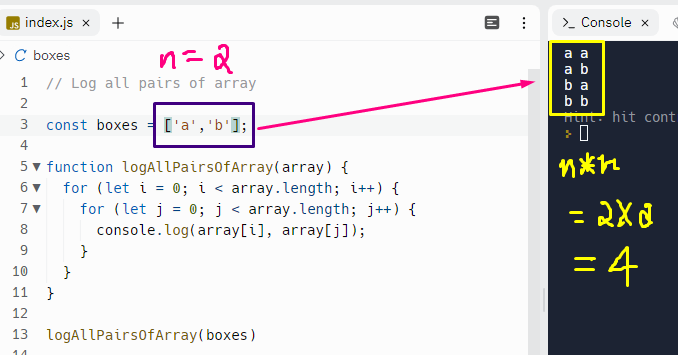 JS index.js × +
>_ Console ×
boxes
n = 2
1 // Log all pairs of array
2
3 const boxes = ['a','b'];
4
5 function logAllPairsOfArray(array) {
6 for (let i = 0; i < array.length; i++) {
7 for (let j = 0; j < array.length; j++) {
8 console.log(array[i], array[j]);
9 }
10 }
11 }
12
13 logAllPairsOfArray(boxes)
14
a a
a b
b a
b b
Hint: hit cont
>
n*n
= 2X2
= 4